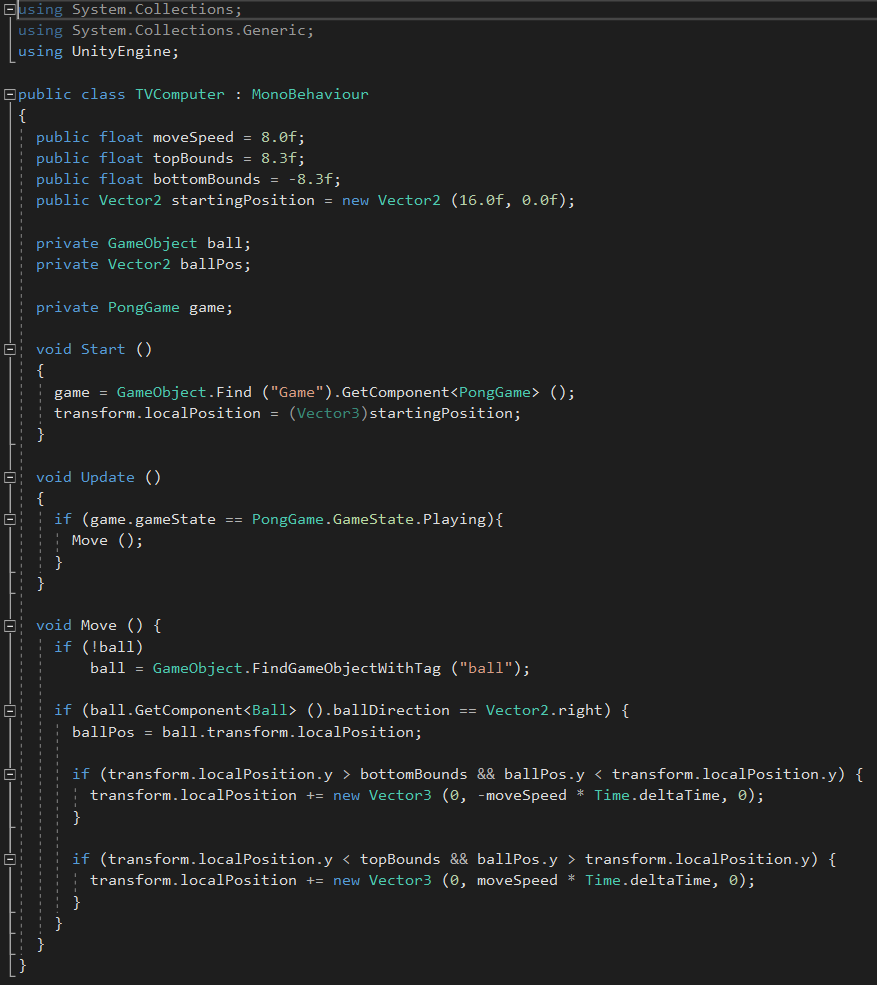 using System.Collections;
using System.Collections.Generic;
using UnityEngine;

public class TVComputer : MonoBehaviour
{
  public float moveSpeed = 8.0f;
  public float topBounds = 8.3f;
  public float bottomBounds = -8.3f;
  public Vector2 startingPosition = new Vector2 (16.0f, 0.0f);

  private GameObject ball;
  private Vector2 ballPos;

  private PongGame game;

  void Start ()
  {
    game = GameObject.Find ("Game").GetComponent<PongGame> ();
    transform.localPosition = (Vector3)startingPosition;
  }

  void Update ()
  {
    if (game.gameState == PongGame.GameState.Playing){
      Move ();
    }
  }

  void Move () {
    if (!ball)
        ball = GameObject.FindGameObjectWithTag ("ball");

    if (ball.GetComponent<Ball> ().ballDirection == Vector2.right) {
      ballPos = ball.transform.localPosition;

      if (transform.localPosition.y > bottomBounds && ballPos.y < transform.localPosition.y) {
        transform.localPosition += new Vector3 (0, -moveSpeed * Time.deltaTime, 0);
      }

      if (transform.localPosition.y < topBounds && ballPos.y > transform.localPosition.y) {
        transform.localPosition += new Vector3 (0, moveSpeed * Time.deltaTime, 0);
      }
    }
  }
}